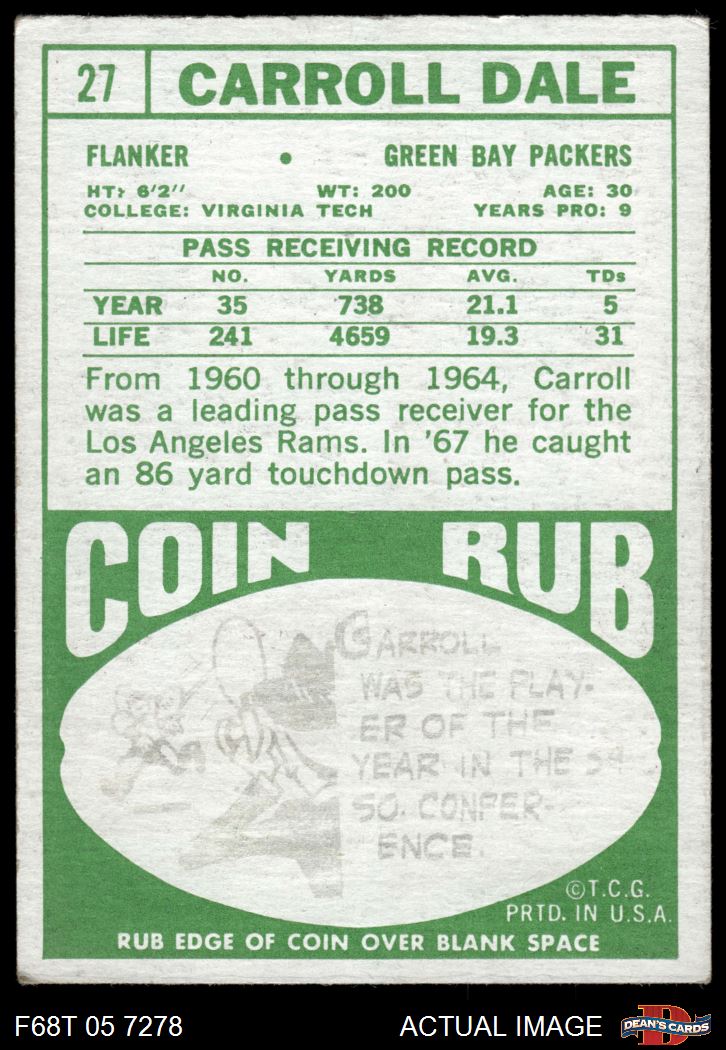 27 CARROLL DALE
FLANKER • GREEN BAY PACKERS
HT: 6'2" WT: 200 AGE: 30
COLLEGE: VIRGINIA TECH YEARS PRO: 9
PASS RECEIVING RECORD
NO. YARDS AVG. TDs
YEAR 35 738 21.1 5
LIFE 241 4659 19.3 31
From 1960 through 1964, Carroll
was a leading pass receiver for the
Los Angeles Rams. In '67 he caught
an 86 yard touchdown pass.
COIN RUB
CARROLL
WAS THE PLAY-
ER OF THE
YEAR IN THE
SO. CONFER-
ENCE.
©T.C.G.
PRTD. IN U.S.A.
RUB EDGE OF COIN OVER BLANK SPACE
F68T 05 7278 ACTUAL IMAGE DEAN'S CARDS